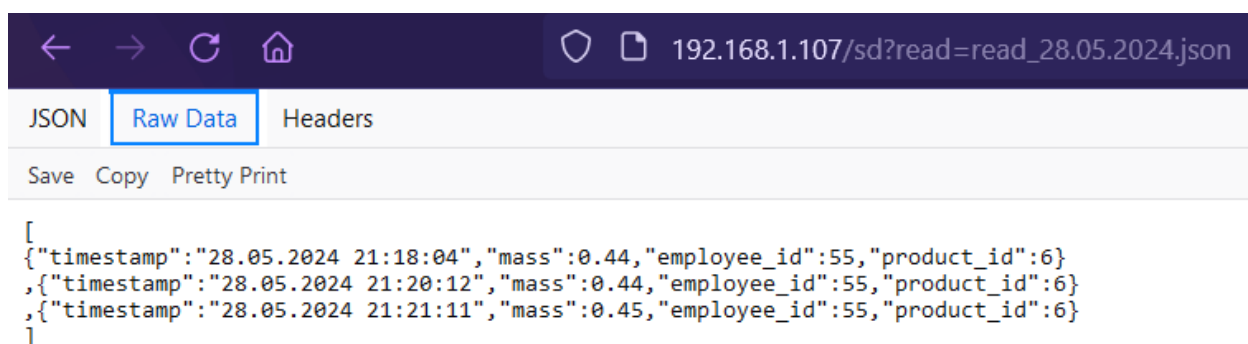 192.168.1.107/sd?read=read_28.05.2024.json
JSON Raw Data Headers
Save Copy Pretty Print
[
{"timestamp":"28.05.2024 21:18:04","mass":0.44,"employee_id":55,"product_id":6}
,{"timestamp":"28.05.2024 21:20:12","mass":0.44,"employee_id":55,"product_id":6}
,{"timestamp":"28.05.2024 21:21:11","mass":0.45,"employee_id":55,"product_id":6}
]